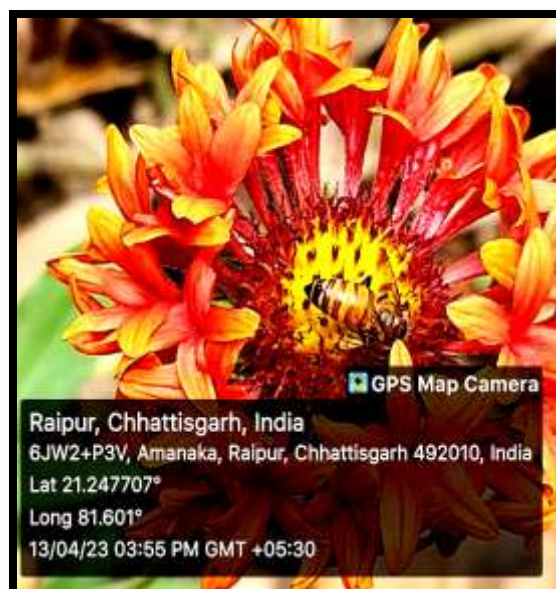 GPS Map Camera
Raipur, Chhattisgarh, India
6JW2+P3V, Amanaka, Raipur, Chhattisgarh 492010, India
Lat 21.247707°
Long 81.601°
13/04/23 03:55 PM GMT +05:30